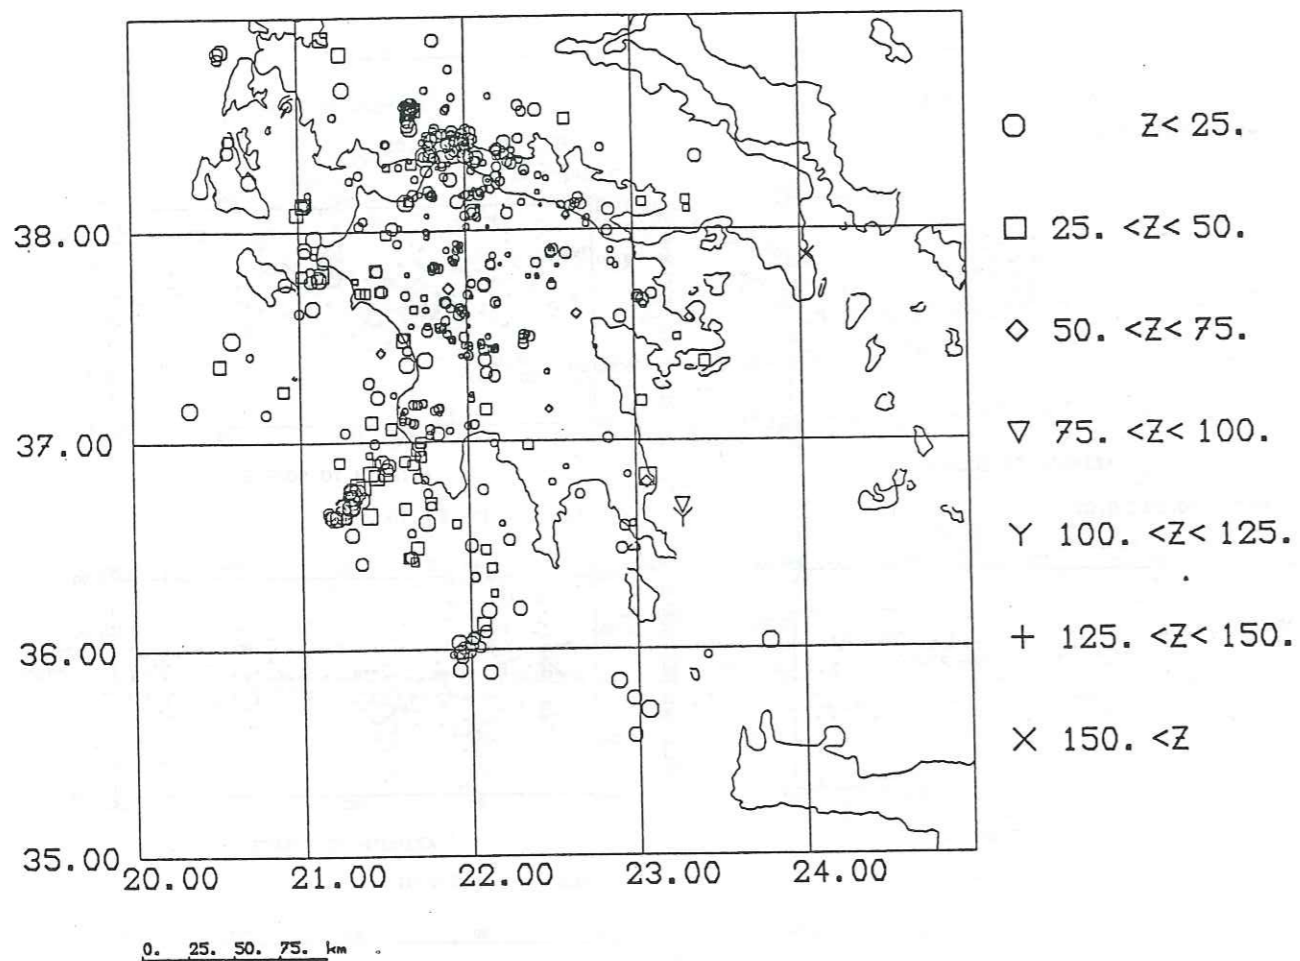 Z< 25.
25. <Z< 50.
50. <Z< 75.
75. <Z< 100.
100. <Z< 125.
125. <Z< 150.
150. <Z
38.00
37.00
36.00
35.00
20.00 21.00 22.00 23.00 24.00
0. 25. 50. 75. km